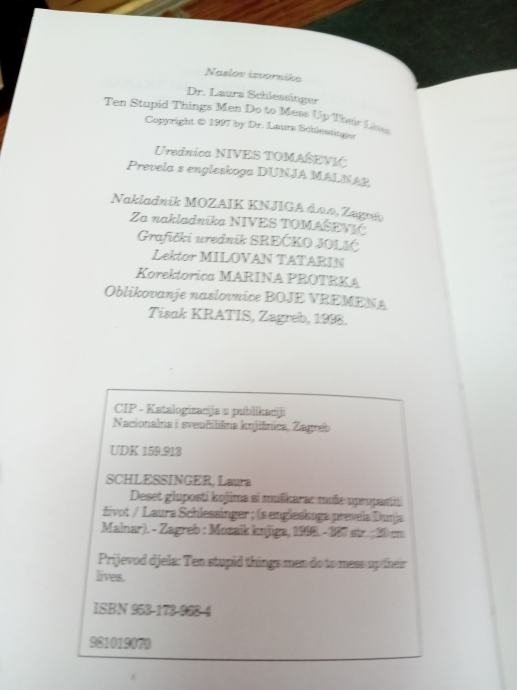 Naslov izvornika
Dr. Laura Schlessinger
Ten Stupid Things Men Do to Mess Up Their Lives
Copyright © 1997 by Dr. Laura Schlessinger
Urednica NIVES TOMAŠEVIĆ
Prevela s engleskoga DUNJA MALNAR
Nakladnik MOZAIK KNJIGA d.o.o, Zagreb
Za nakladnika NIVES TOMAŠEVIĆ
Grafički urednik SREĆKO JOLIĆ
Lektor MILOVAN TATARIN
Korektorica MARINA PROTRKA
Oblikovanje naslovnice BOJE VREMENA
Tisak KRATIS, Zagreb, 1998.
CIP - Katalogizacija u publikaciji
Nacionalna i sveučilišna knjižnica, Zagreb
UDK 159.913
SCHLESSINGER, Laura
Deset gluposti kojima si muškarac može upropastiti
život / Laura Schlessinger ; (s engleskoga prevela Dunja
Malnar). - Zagreb : Mozaik knjiga, 1998. - 387 str. ; 20 cm
Prijevod djela: Ten stupid things men do to mess up their
lives.
ISBN 953-173-968-4
981019070